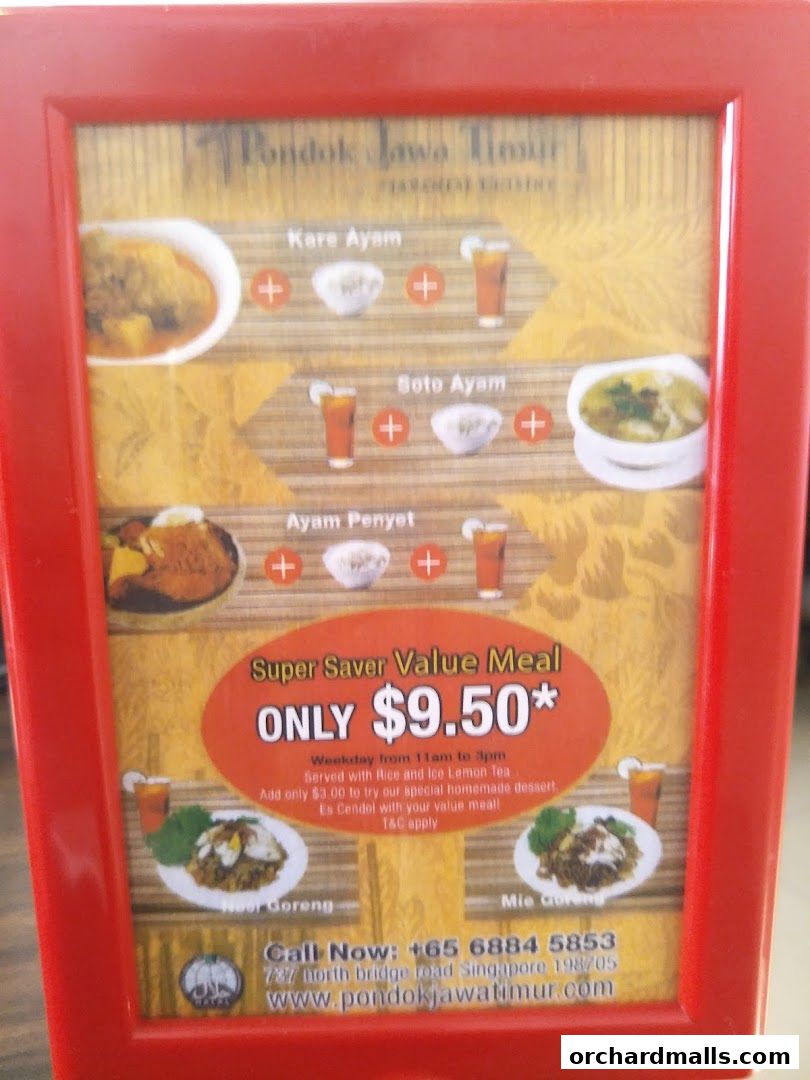 Pondok Jawa Timur
JAVANESE CUISINE
Kare Ayam
Soto Ayam
Ayam Penyet
Super Saver Value Meal
ONLY $9.50*
Weekday from 11am to 3pm
Served with Rice and Ice Lemon Tea.
Add only $3.00 to try our special homemade dessert,
Es Cendol with your value meal!
T&C apply
Nasi Goreng
Mie Goreng
Call Now: +65 6884 5853
737 north bridge road Singapore 198705
www.pondokjawatimur.com
HALAL
orchardmalls.com